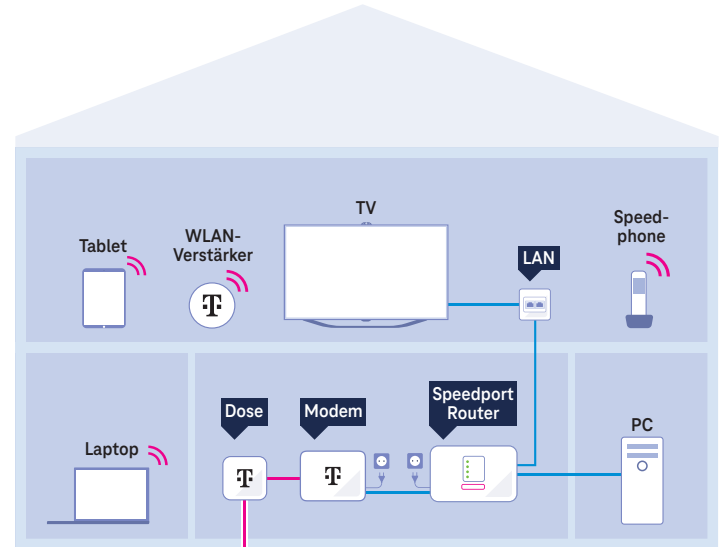 TV
Tablet
WLAN-
Verstärker
Speed-
phone
LAN
T
Laptop
Dose
Modem
Speedport
Router
PC
T
T